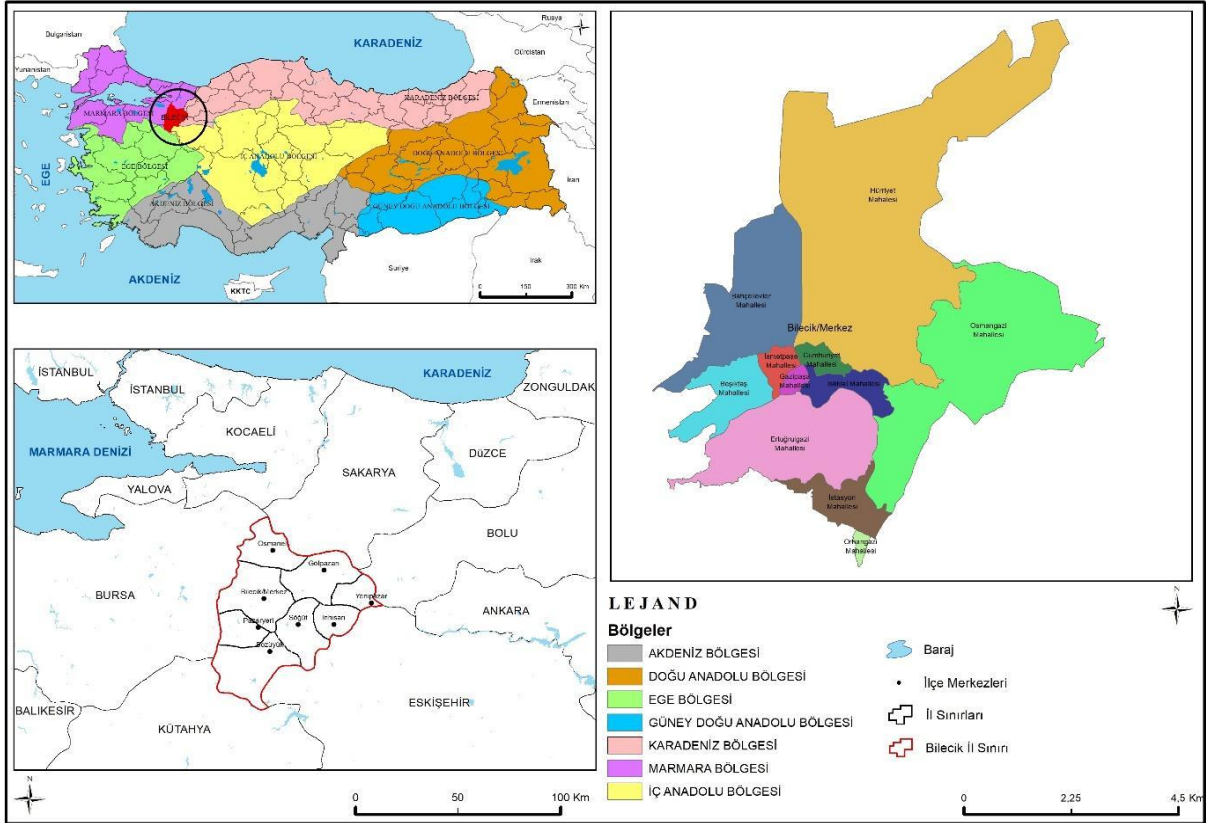 Bulgaristan
Rusya
N
KARADENİZ
Gürcistan
Yunanistan
Ermenistan
KARADENİZ BÖLGESİ
MARMARA BÖLGESİ
BİLECİK
EGE
İÇ ANADOLU BÖLGESİ
DOĞU ANADOLU BÖLGESİ
EGE BÖLGESİ
İran
AKDENİZ BÖLGESİ
GÜNEY DOĞU ANADOLU BÖLGESİ
AKDENİZ
Suriye
Irak
KKTC
0 150 300 Km
İSTANBUL
İSTANBUL
KARADENİZ
ZONGULDAK
KOCAELİ
MARMARA DENİZİ
SAKARYA
DüZCE
YALOVA
BOLU
Osmaneli
Gölpazarı
BURSA
Bilecik/Merkez
Yenipazar
ANKARA
Söğüt
İnhisarı
Pazaryeri
Bozüyük
ESKİŞEHİR
BALIKESİR
KÜTAHYA
N
0 50 100 Km
Hürriyet
Mahalesi
Bahçelievler
Mahallesi
Osmangazi
Mahallesi
Bilecik/Merkez
İsmetpaşa
Mahallesi
Cumhuriyet
Mahallesi
Beşiktaş
Mahallesi
Gazipaşa
Mahallesi
İstiklal Mahallesi
Ertuğrulgazi
Mahallesi
İstasyon
Mahallesi
Orhangazi
Mahallesi
LEJAND
Bölgeler
AKDENİZ BÖLGESİ
DOĞU ANADOLU BÖLGESİ
EGE BÖLGESİ
GÜNEY DOĞU ANADOLU BÖLGESİ
KARADENİZ BÖLGESİ
MARMARA BÖLGESİ
İÇ ANADOLU BÖLGESİ
N
Baraj
İlçe Merkezleri
İl Sınırları
Bilecik İl Sınırı
0 2,25 4,5 Km